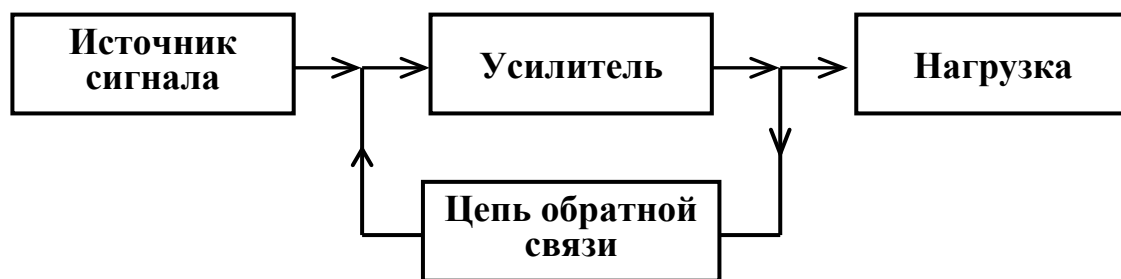 Источник
сигнала
Усилитель
Нагрузка
Цепь обратной
связи